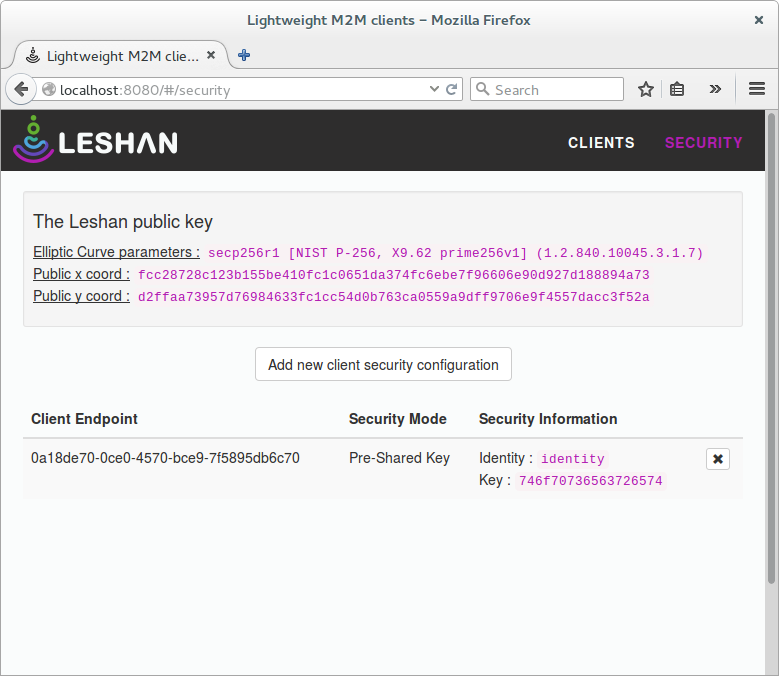 Lightweight M2M clients – Mozilla Firefox
Lightweight M2M clie...
localhost:8080/#/security
Search
LESHAN
CLIENTS
SECURITY
The Leshan public key
Elliptic Curve parameters : secp256r1 [NIST P-256, X9.62 prime256v1] (1.2.840.10045.3.1.7)
Public x coord : fcc28728c123b155be410fc1c0651da374fc6ebe7f96606e90d927d188894a73
Public y coord : d2ffaa73957d76984633fc1cc54d0b763ca0559a9dff9706e9f4557dacc3f52a
Add new client security configuration
Client Endpoint Security Mode Security Information
0a18de70-0ce0-4570-bce9-7f5895db6c70 Pre-Shared Key Identity : identity
Key : 746f70736563726574